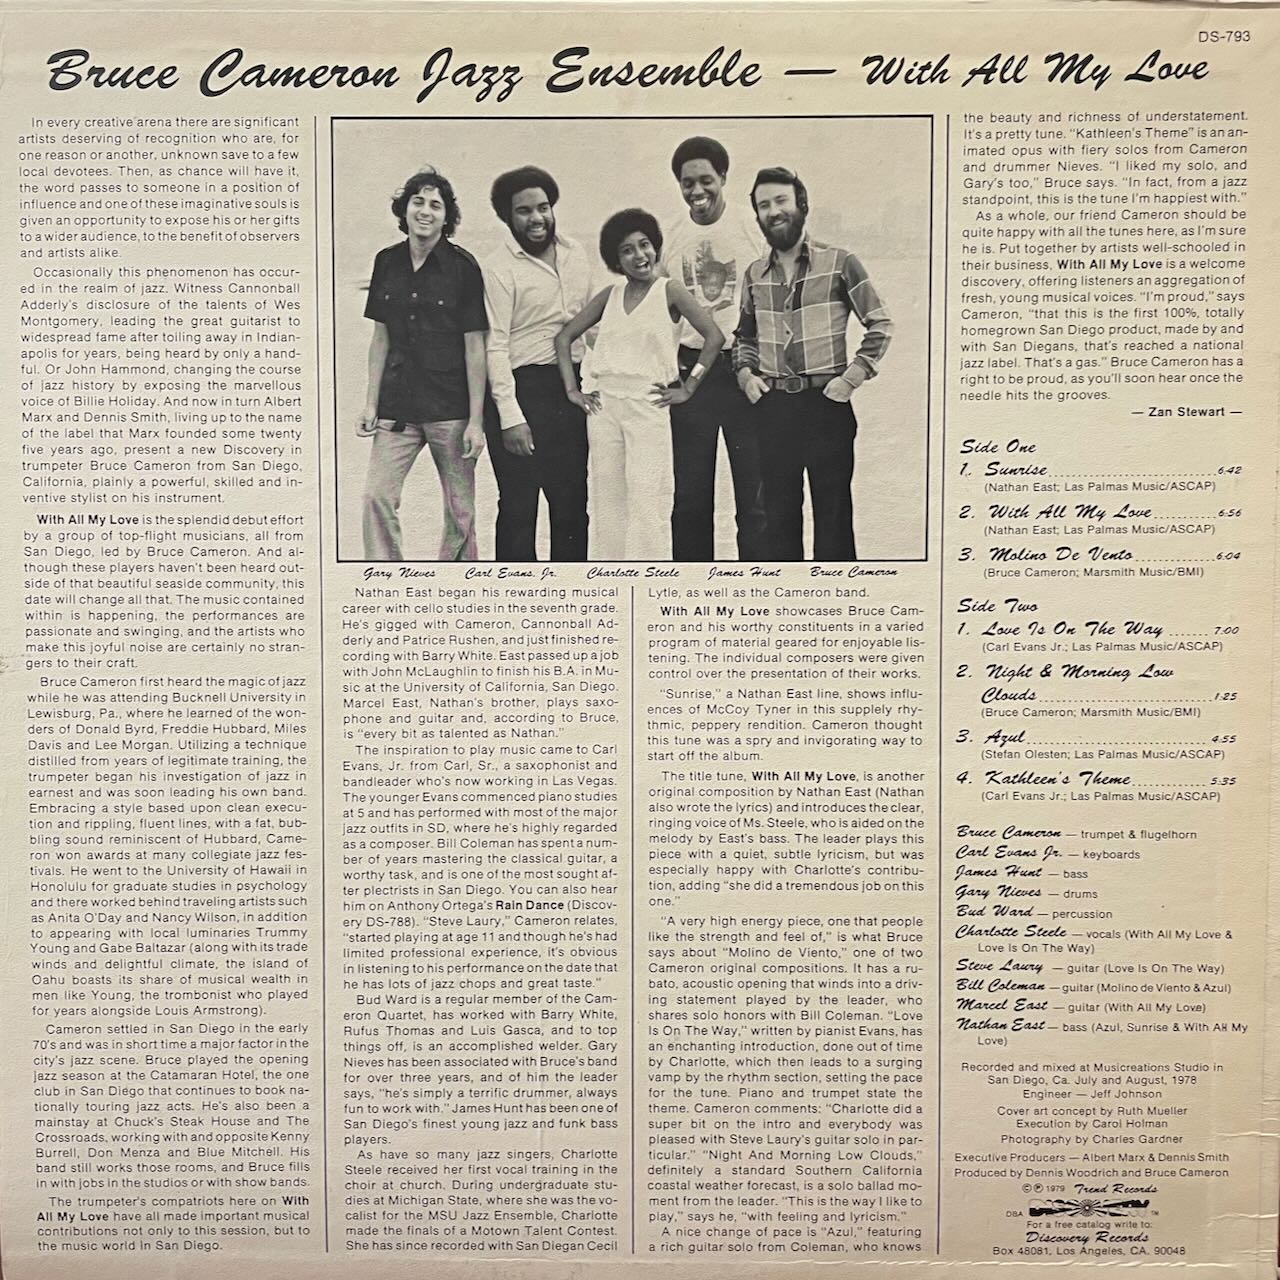 DS-793
Bruce Cameron Jazz Ensemble — With All My Love
In every creative arena there are significant
artists deserving of recognition who are, for
one reason or another, unknown save to a few
local devotees. Then, as chance will have it,
the word passes to someone in a position of
influence and one of these imaginative souls is
given an opportunity to expose his or her gifts
to a wider audience, to the benefit of observers
and artists alike.
Occasionally this phenomenon has occur-
ed in the realm of jazz. Witness Cannonball
Adderly's disclosure of the talents of Wes
Montgomery, leading the great guitarist to
widespread fame after toiling away in Indian-
apolis for years, being heard by only a hand-
ful. Or John Hammond, changing the course
of jazz history by exposing the marvellous
voice of Billie Holiday. And now in turn Albert
Marx and Dennis Smith, living up to the name
of the label that Marx founded some twenty
five years ago, present a new Discovery in
trumpeter Bruce Cameron from San Diego,
California, plainly a powerful, skilled and in-
ventive stylist on his instrument.
With All My Love is the splendid debut effort
by a group of top-flight musicians, all from
San Diego, led by Bruce Cameron. And al-
though these players haven't been heard out-
side of that beautiful seaside community, this
date will change all that. The music contained
within is happening, the performances are
passionate and swinging, and the artists who
make this joyful noise are certainly no stran-
gers to their craft.
Bruce Cameron first heard the magic of jazz
while he was attending Bucknell University in
Lewisburg, Pa., where he learned of the won-
ders of Donald Byrd, Freddie Hubbard, Miles
Davis and Lee Morgan. Utilizing a technique
distilled from years of legitimate training, the
trumpeter began his investigation of jazz in
earnest and was soon leading his own band.
Embracing a style based upon clean execu-
tion and rippling, fluent lines, with a fat, bub-
bling sound reminiscent of Hubbard, Came-
ron won awards at many collegiate jazz fes-
tivals. He went to the University of Hawaii in
Honolulu for graduate studies in psychology
and there worked behind traveling artists such
as Anita O'Day and Nancy Wilson, in addition
to appearing with local luminaries Trummy
Young and Gabe Baltazar (along with its trade
winds and delightful climate, the island of
Oahu boasts its share of musical wealth in
men like Young, the trombonist who played
for years alongside Louis Armstrong).
Cameron settled in San Diego in the early
70's and was in short time a major factor in the
city's jazz scene. Bruce played the opening
jazz season at the Catamaran Hotel, the one
club in San Diego that continues to book na-
tionally touring jazz acts. He's also been a
mainstay at Chuck's Steak House and The
Crossroads, working with and opposite Kenny
Burrell, Don Menza and Blue Mitchell. His
band still works those rooms, and Bruce fills
in with jobs in the studios or with show bands.
The trumpeter's compatriots here on With
All My Love have all made important musical
contributions not only to this session, but to
the music world in San Diego.
Gary Nieves Carl Evans, Jr. Charlotte Steele James Hunt Bruce Cameron
Nathan East began his rewarding musical
career with cello studies in the seventh grade.
He's gigged with Cameron, Cannonball Ad-
derly and Patrice Rushen, and just finished re-
cording with Barry White. East passed up a job
with John McLaughlin to finish his B.A. in Mu-
sic at the University of California, San Diego.
Marcel East, Nathan's brother, plays saxo-
phone and guitar and, according to Bruce,
is "every bit as talented as Nathan."
The inspiration to play music came to Carl
Evans, Jr. from Carl, Sr., a saxophonist and
bandleader who's now working in Las Vegas.
The younger Evans commenced piano studies
at 5 and has performed with most of the major
jazz outfits in SD, where he's highly regarded
as a composer. Bill Coleman has spent a num-
ber of years mastering the classical guitar, a
worthy task, and is one of the most sought af-
ter plectrists in San Diego. You can also hear
him on Anthony Ortega's Rain Dance (Discov-
ery DS-788). "Steve Laury," Cameron relates,
"started playing at age 11 and though he's had
limited professional experience, it's obvious
in listening to his performance on the date that
he has lots of jazz chops and great taste."
Bud Ward is a regular member of the Cam-
eron Quartet, has worked with Barry White,
Rufus Thomas and Luis Gasca, and to top
things off, is an accomplished welder. Gary
Nieves has been associated with Bruce's band
for over three years, and of him the leader
says, "he's simply a terrific drummer, always
fun to work with." James Hunt has been one of
San Diego's finest young jazz and funk bass
players.
As have so many jazz singers, Charlotte
Steele received her first vocal training in the
choir at church. During undergraduate stu-
dies at Michigan State, where she was the vo-
calist for the MSU Jazz Ensemble, Charlotte
made the finals of a Motown Talent Contest.
She has since recorded with San Diegan Cecil
Lytle, as well as the Cameron band.
With All My Love showcases Bruce Cam-
eron and his worthy constituents in a varied
program of material geared for enjoyable lis-
tening. The individual composers were given
control over the presentation of their works.
"Sunrise," a Nathan East line, shows influ-
ences of McCoy Tyner in this supplely rhy-
thmic, peppery rendition. Cameron thought
this tune was a spry and invigorating way to
start off the album.
The title tune, With All My Love, is another
original composition by Nathan East (Nathan
also wrote the lyrics) and introduces the clear,
ringing voice of Ms. Steele, who is aided on the
melody by East's bass. The leader plays this
piece with a quiet, subtle lyricism, but was
especially happy with Charlotte's contribu-
tion, adding "she did a tremendous job on this
one."
"A very high energy piece, one that people
like the strength and feel of," is what Bruce
says about "Molino de Viento," one of two
Cameron original compositions. It has a ru-
bato, acoustic opening that winds into a driv-
ing statement played by the leader, who
shares solo honors with Bill Coleman. "Love
Is On The Way," written by pianist Evans, has
an enchanting introduction, done out of time
by Charlotte, which then leads to a surging
vamp by the rhythm section, setting the pace
for the tune. Piano and trumpet state the
theme. Cameron comments: "Charlotte did a
super bit on the intro and everybody was
pleased with Steve Laury's guitar solo in par-
ticular." "Night And Morning Low Clouds,"
definitely a standard Southern California
coastal weather forecast, is a solo ballad mo-
ment from the leader. "This is the way I like to
play," says he, "with feeling and lyricism."
A nice change of pace is "Azul," featuring
a rich guitar solo from Coleman, who knows
the beauty and richness of understatement.
It's a pretty tune. "Kathleen's Theme" is an an-
imated opus with fiery solos from Cameron
and drummer Nieves. "I liked my solo, and
Gary's too," Bruce says. "In fact, from a jazz
standpoint, this is the tune I'm happiest with."
As a whole, our friend Cameron should be
quite happy with all the tunes here, as I'm sure
he is. Put together by artists well-schooled in
their business, With All My Love is a welcome
discovery, offering listeners an aggregation of
fresh, young musical voices. "I'm proud," says
Cameron, "that this is the first 100%, totally
homegrown San Diego product, made by and
with San Diegans, that's reached a national
jazz label. That's a gas." Bruce Cameron has a
right to be proud, as you'll soon hear once the
needle hits the grooves.
— Zan Stewart —
Side One
1. Sunrise 6:42
(Nathan East; Las Palmas Music/ASCAP)
2. With All My Love 6:56
(Nathan East; Las Palmas Music/ASCAP)
3. Molino De Vento 6:04
(Bruce Cameron; Marsmith Music/BMI)
Side Two
1. Love Is On The Way 7:00
(Carl Evans Jr.; Las Palmas Music/ASCAP)
2. Night & Morning Low
Clouds 1:25
(Bruce Cameron; Marsmith Music/BMI)
3. Azul 4:55
(Stefan Olesten; Las Palmas Music/ASCAP)
4. Kathleen's Theme 5:35
(Carl Evans Jr.; Las Palmas Music/ASCAP)
Bruce Cameron — trumpet & flugelhorn
Carl Evans Jr. — keyboards
James Hunt — bass
Gary Nieves — drums
Bud Ward — percussion
Charlotte Steele — vocals (With All My Love &
Love Is On The Way)
Steve Laury — guitar (Love Is On The Way)
Bill Coleman — guitar (Molino de Viento & Azul)
Marcel East — guitar (With All My Love)
Nathan East — bass (Azul, Sunrise & With All My
Love)
Recorded and mixed at Musicreations Studio in
San Diego, Ca. July and August, 1978
Engineer — Jeff Johnson
Cover art concept by Ruth Mueller
Execution by Carol Holman
Photography by Charles Gardner
Executive Producers — Albert Marx & Dennis Smith
Produced by Dennis Woodrich and Bruce Cameron
© ℗ 1979 Trend Records
DBA TM
For a free catalog write to:
Discovery Records
Box 48081, Los Angeles, CA. 90048